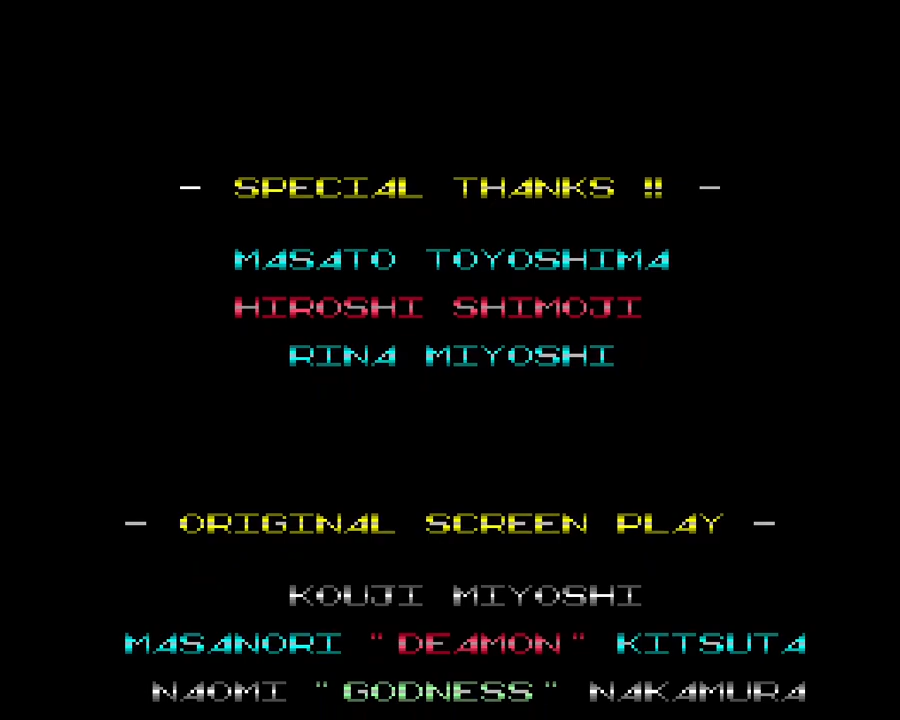 - SPECIAL THANKS !! -
MASATO TOYOSHIMA
HIROSHI SHIMOJI
RINA MIYOSHI
- ORIGINAL SCREEN PLAY -
KOUJI MIYOSHI
MASANORI "DEAMON" KITSUTA
NAOMI "GODNESS" NAKAMURA